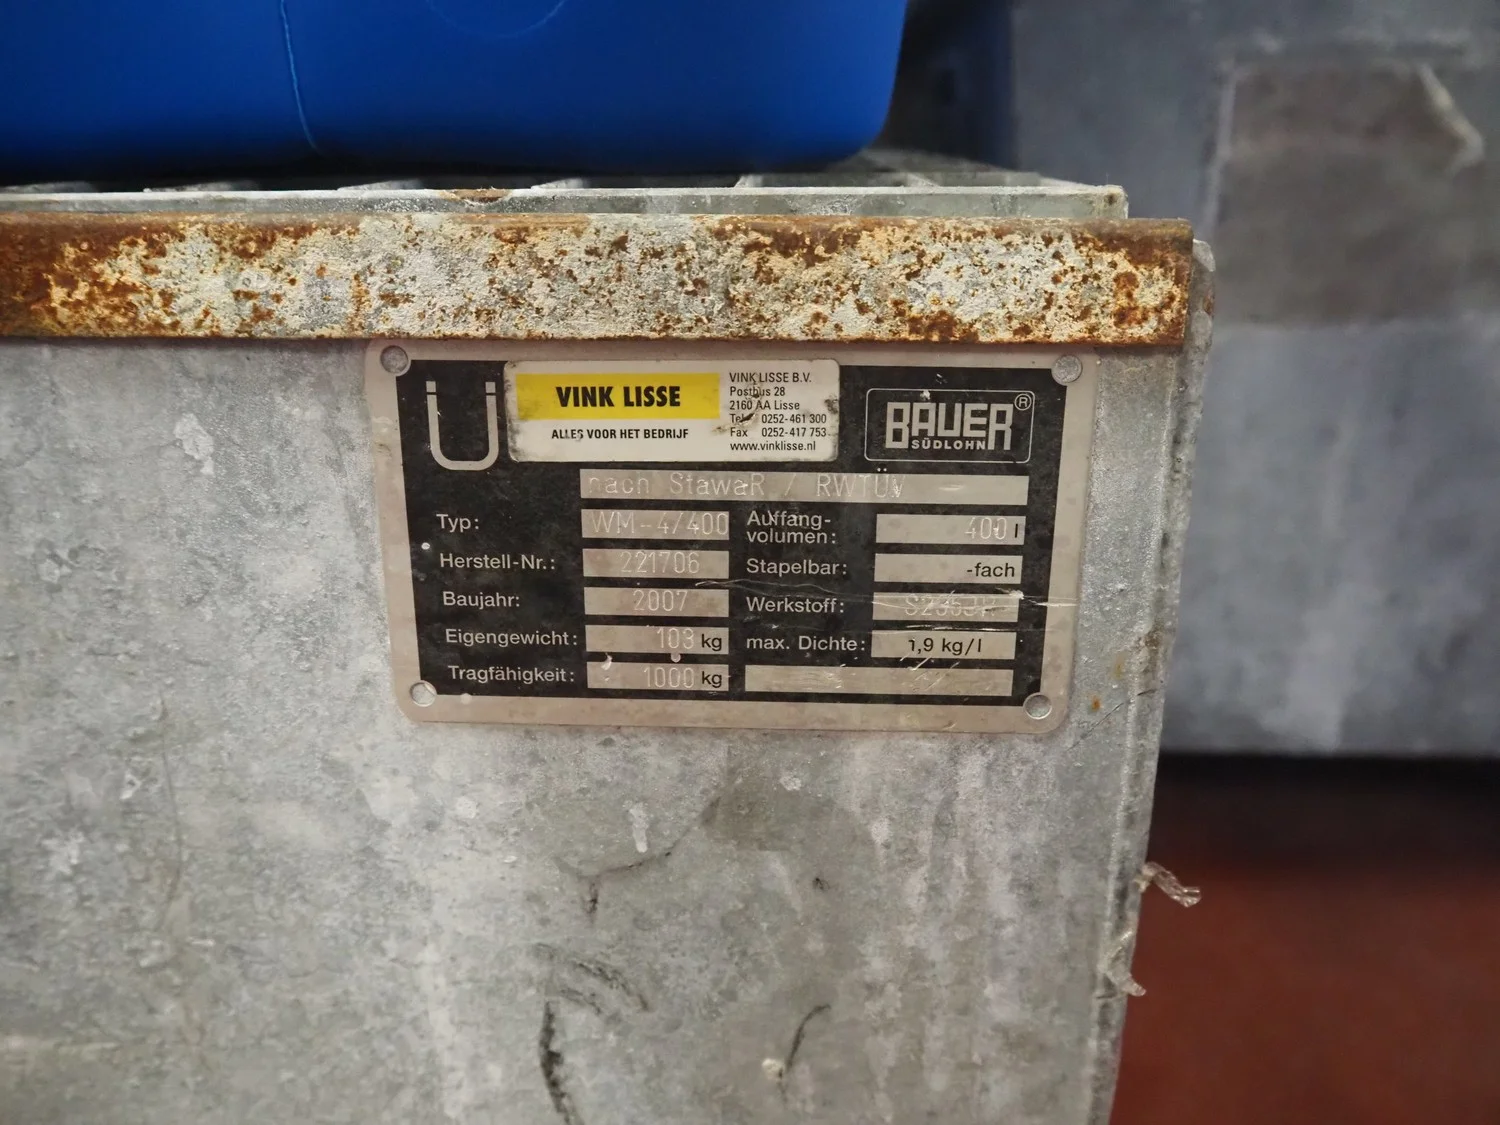 Ü
VINK LISSE
ALLES VOOR HET BEDRIJF
VINK LISSE B.V.
Postbus 28
2160 AA Lisse
Tel. 0252-461 300
Fax 0252-417 753
www.vinklisse.nl
BAUER®
SÜDLOHN
nach StawaR / RWTÜV
Typ: WM-4/400
Auffang-
volumen: 400 l
Herstell-Nr.: 221706
Stapelbar: -fach
Baujahr: 2007
Werkstoff: S235JR
Eigengewicht: 103 kg
max. Dichte: 1,9 kg/l
Tragfähigkeit: 1000 kg